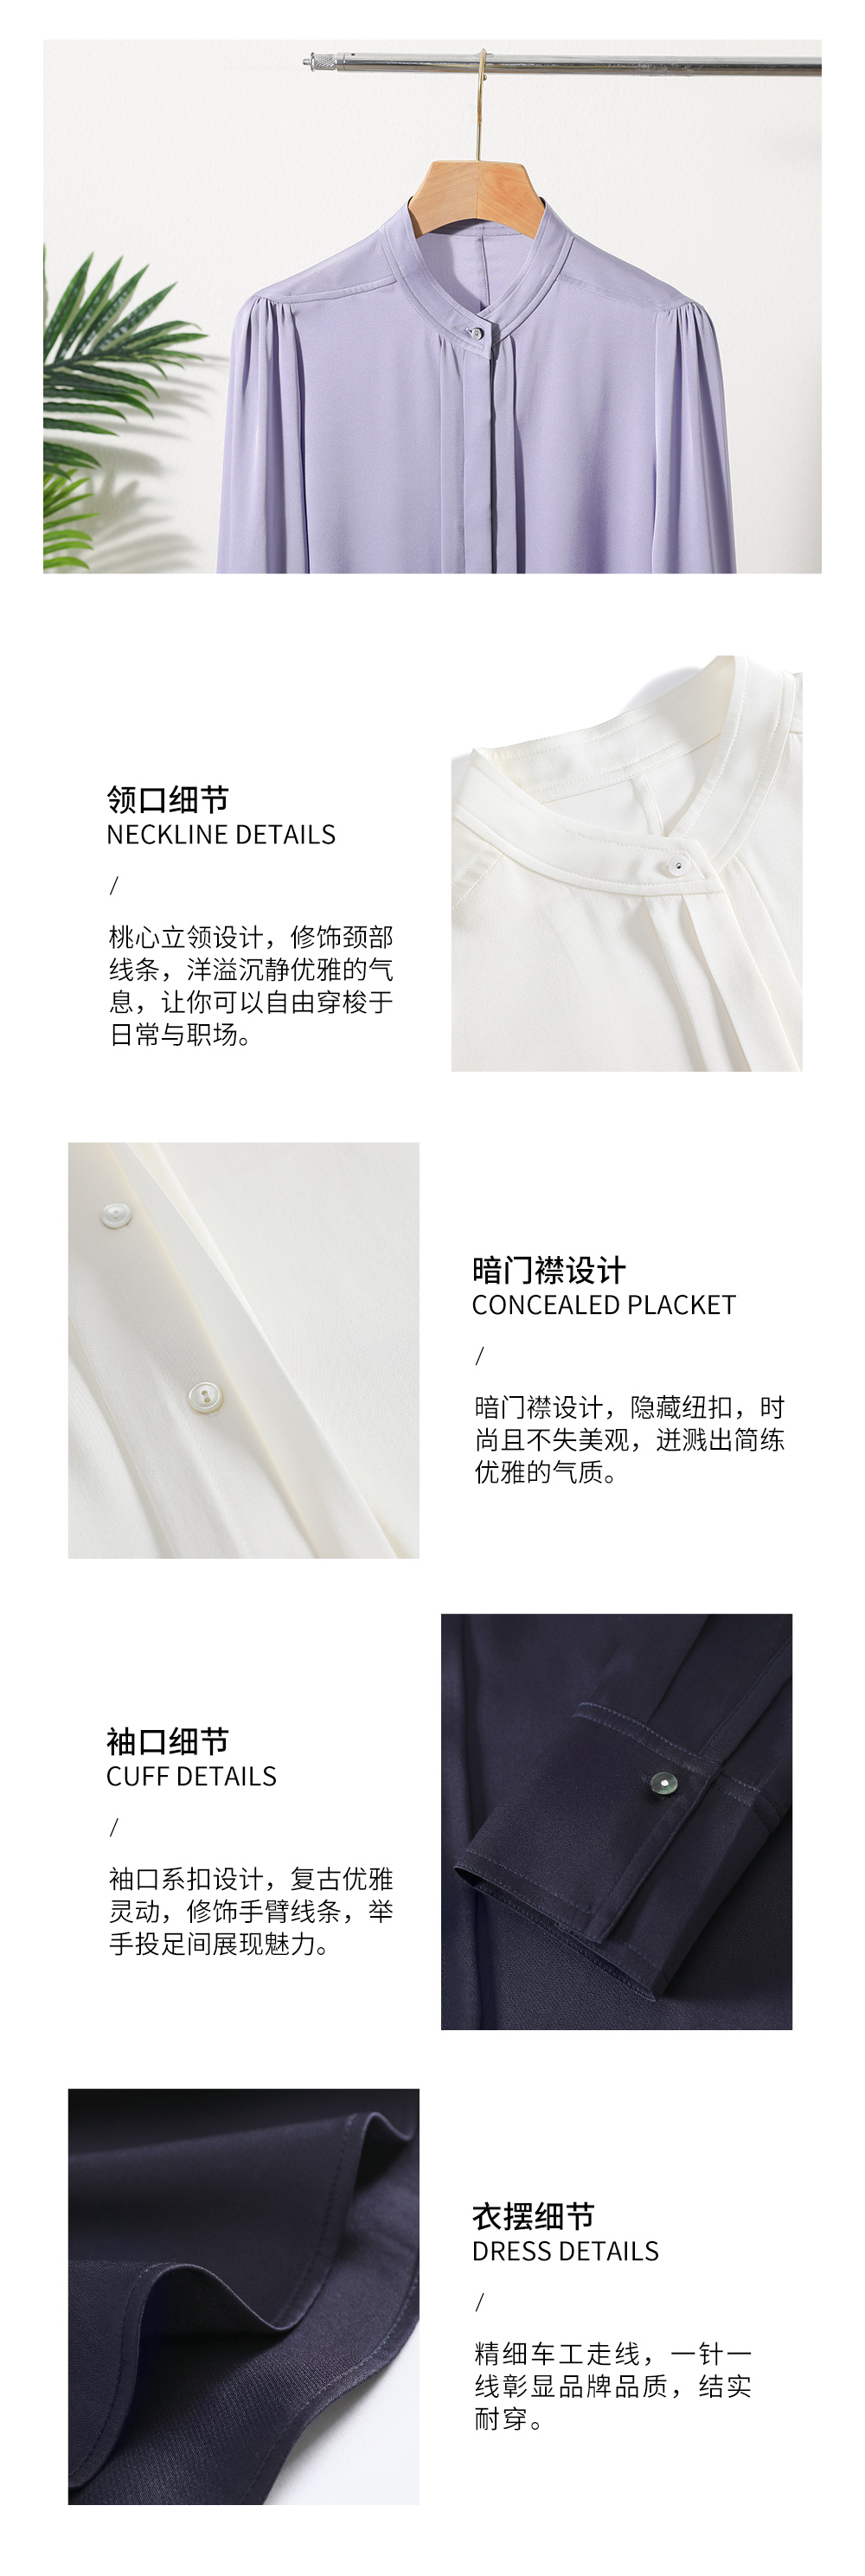 领口细节
NECKLINE DETAILS
/
桃心立领设计，修饰颈部
线条，洋溢沉静优雅的气
息，让你可以自由穿梭于
日常与职场。
暗门襟设计
CONCEALED PLACKET
/
暗门襟设计，隐藏纽扣，时
尚且不失美观，迸溅出简练
优雅的气质。
袖口细节
CUFF DETAILS
/
袖口系扣设计，复古优雅
灵动，修饰手臂线条，举
手投足间展现魅力。
衣摆细节
DRESS DETAILS
/
精细车工走线，一针一
线彰显品牌品质，结实
耐穿。